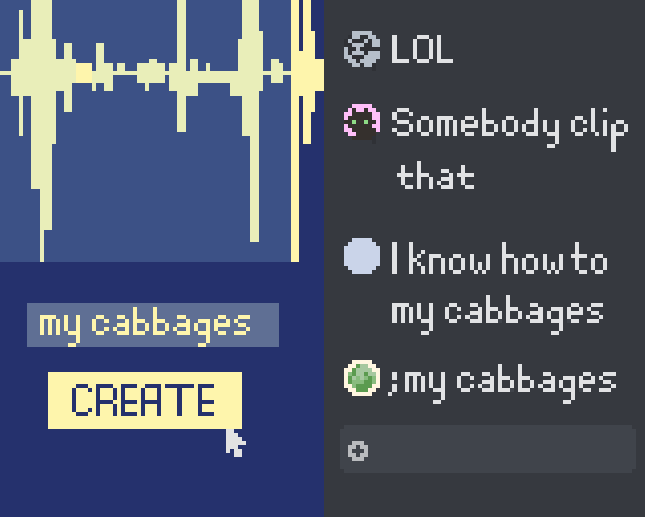 my cabbages
CREATE
LOL
Somebody clip
that
I know how to
my cabbages
;my cabbages